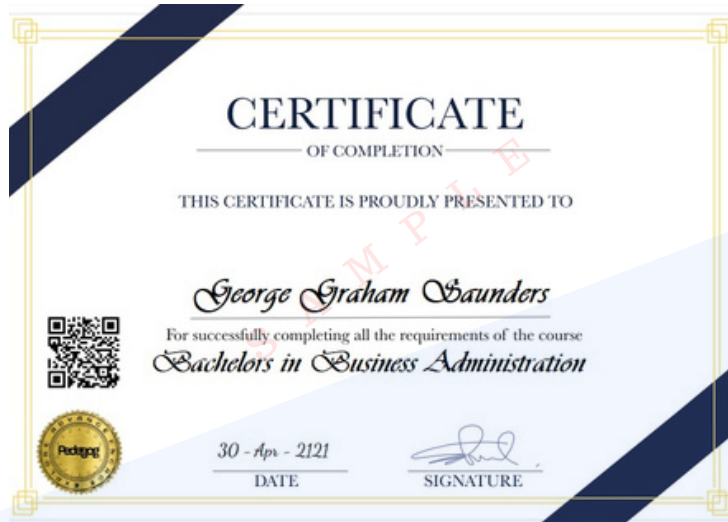 CERTIFICATE
OF COMPLETION
THIS CERTIFICATE IS PROUDLY PRESENTED TO
SAMPLE
George Graham Saunders
For successfully completing all the requirements of the course
Bachelors in Business Administration
Pedagog
30 - Apr - 2121
DATE
SIGNATURE